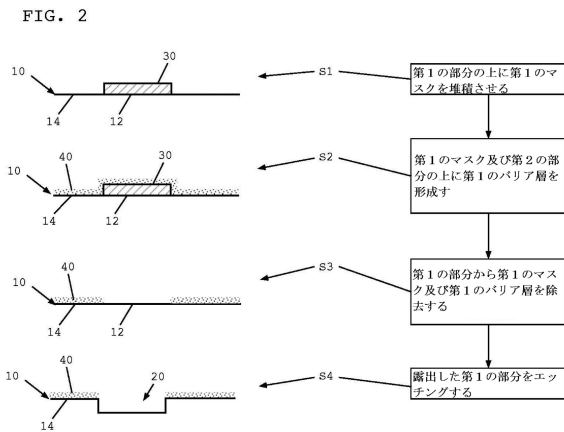 FIG. 2
10
30
14
12
S1
第1の部分の上に第1のマス
クを堆積させる
10
40
30
14
12
S2
第1のマスク及び第2の部
分の上に第1のバリア層を
形成す
10
40
14
12
S3
第1の部分から第1のマス
ク及び第1のバリア層を除
去する
10
40
20
14
S4
露出した第1の部分をエッ
チングする